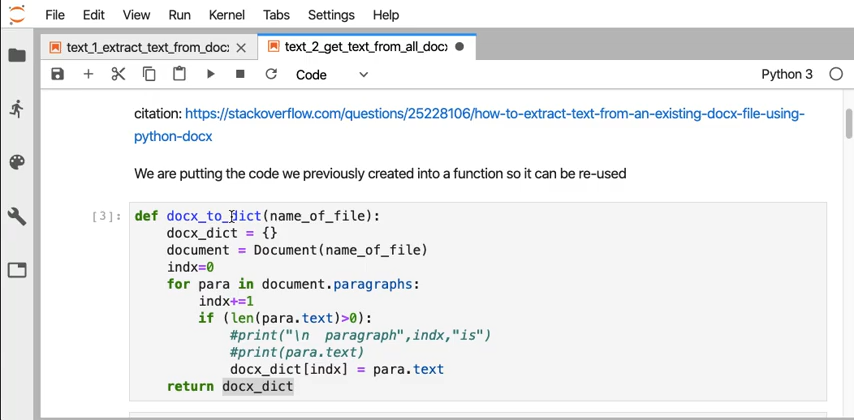 File Edit View Run Kernel Tabs Settings Help
text_1_extract_text_from_doc: text_2_get_text_from_all_docx
Code Python 3
citation: https://stackoverflow.com/questions/25228106/how-to-extract-text-from-an-existing-docx-file-using-
python-docx
We are putting the code we previously created into a function so it can be re-used
[3]: def docx_to_dict(name_of_file):
docx_dict = {}
document = Document(name_of_file)
indx=0
for para in document.paragraphs:
indx+=1
if (len(para.text)>0):
#print("\n paragraph",indx,"is")
#print(para.text)
docx_dict[indx] = para.text
return docx_dict